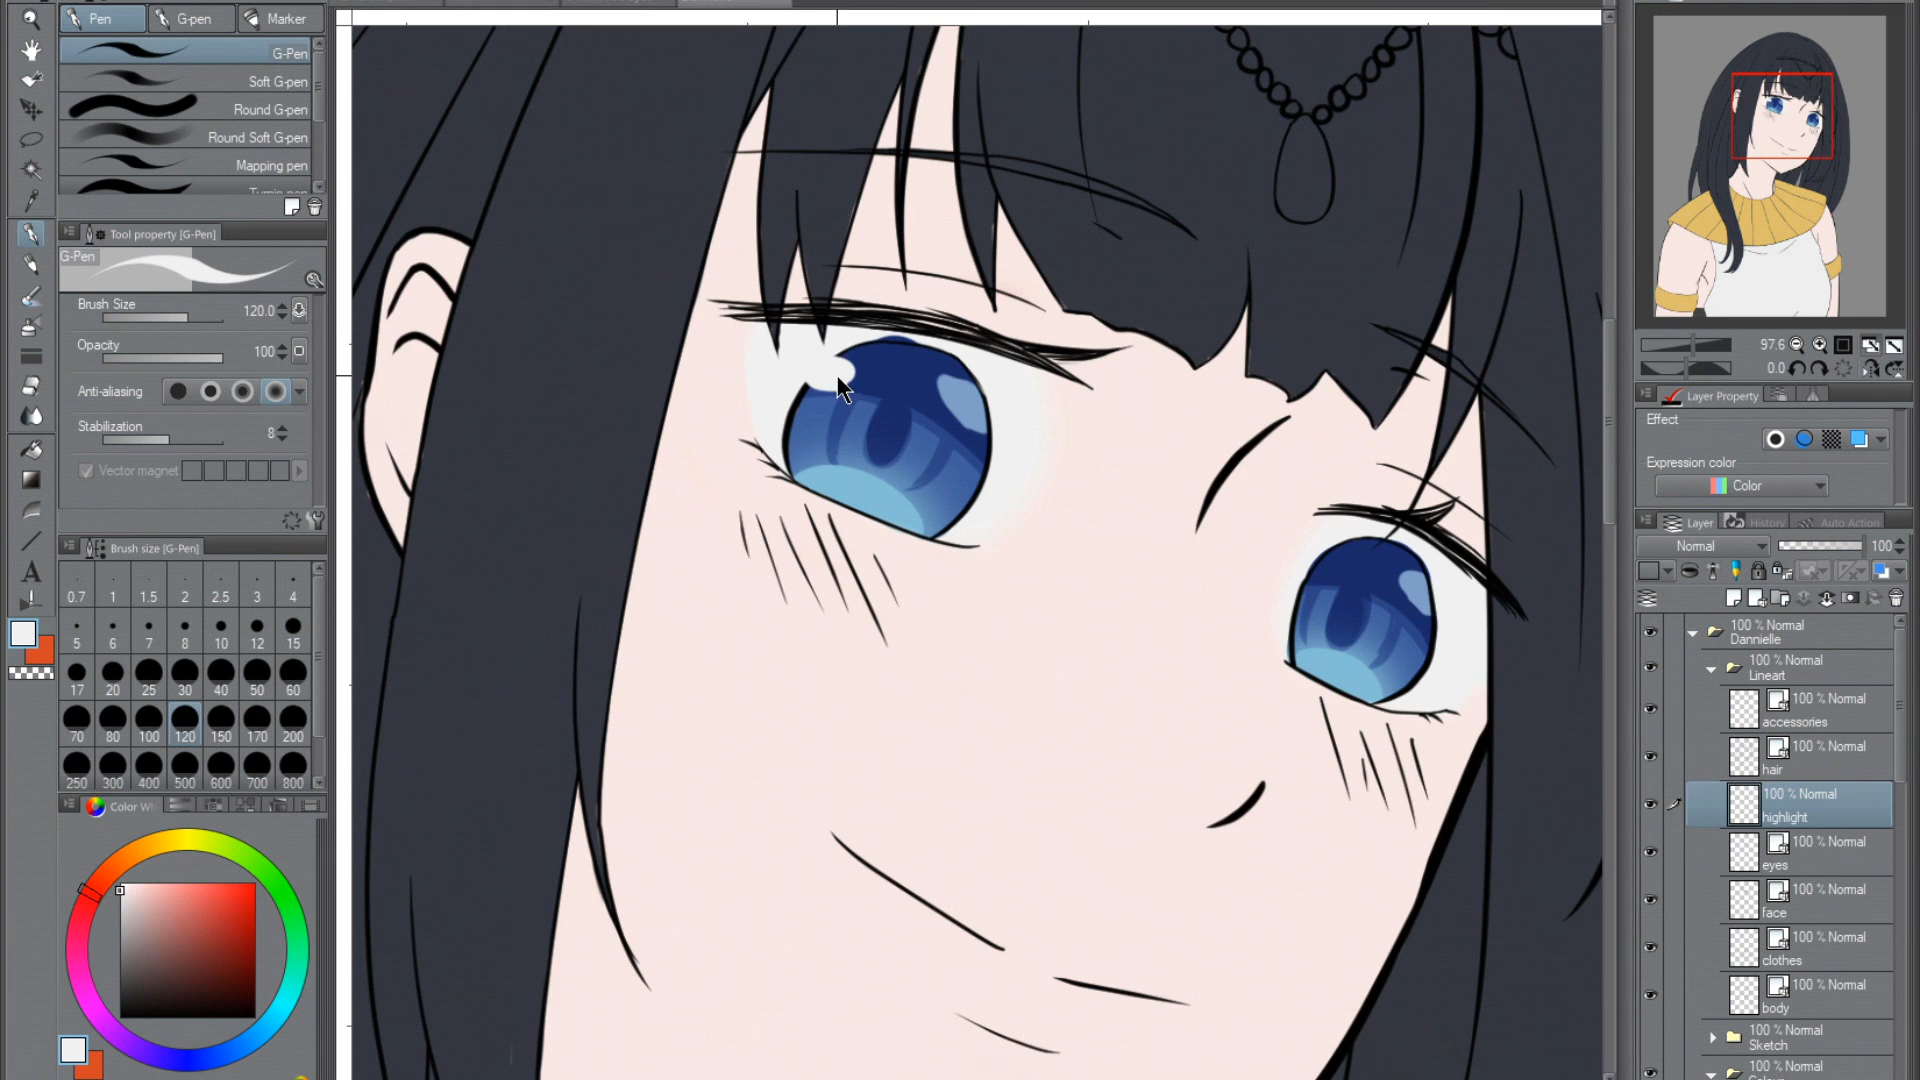 Pen
G-pen
Marker
G-Pen
Soft G-pen
Round G-pen
Round Soft G-pen
Mapping pen
Turnip pen
Tool property [G-Pen]
G-Pen
Brush Size
120.0
Opacity
100
Anti-aliasing
Stabilization
8
Vector magnet
Brush size [G-Pen]
0.7 1 1.5 2 2.5 3 4
5 6 7 8 10 12 15
17 20 25 30 40 50 60
70 80 100 120 150 170 200
250 300 400 500 600 700 800
Color Wh
97.6
0.0
Layer Property
Effect
Expression color
Color
Layer
History
Auto Action
Normal
100
100 % Normal
Dannielle
100 % Normal
Lineart
100 % Normal
accessories
100 % Normal
hair
100 % Normal
highlight
100 % Normal
eyes
100 % Normal
face
100 % Normal
clothes
100 % Normal
body
100 % Normal
Sketch
100 % Normal